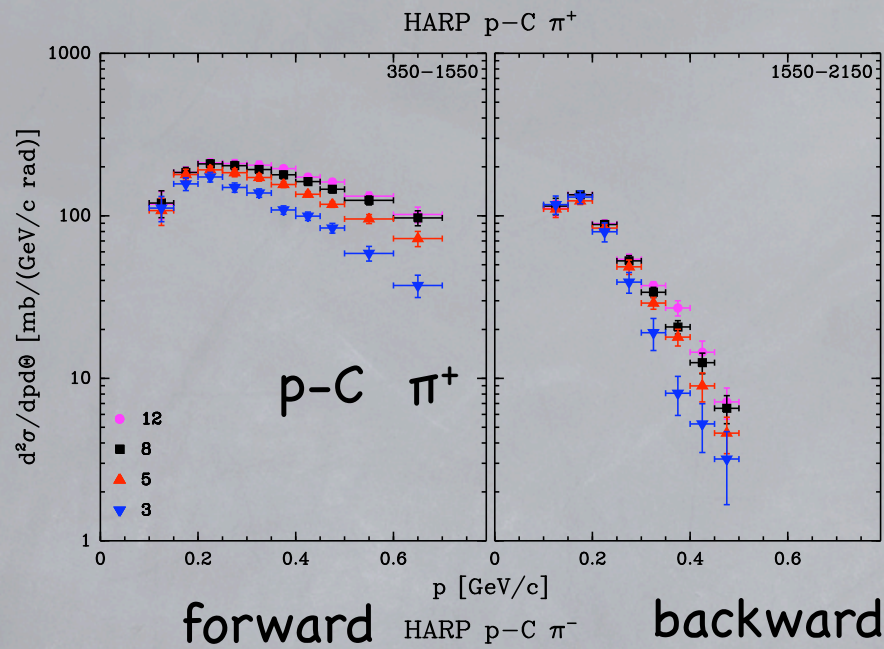 HARP p-C π⁺
1000
100
10
1
350-1550
1550-2150
d²σ/dpdΘ [mb/(GeV/c rad)]
p-C π⁺
12
8
5
3
0 0.2 0.4 0.6 0 0.2 0.4 0.6
p [GeV/c]
forward
backward
HARP p-C π⁻